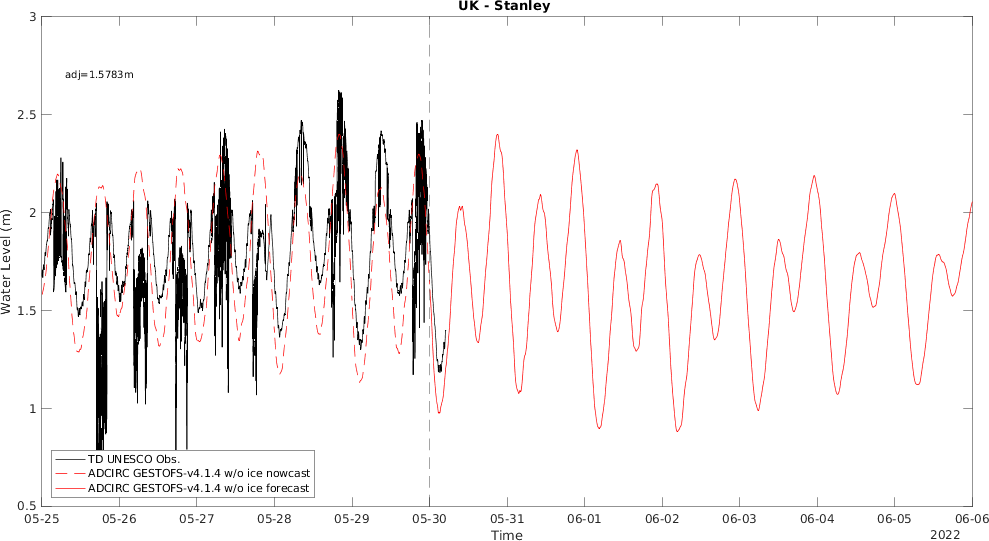 UK - Stanley
3
adj=1.5783m
2.5
2
Water Level (m)
1.5
1
TD UNESCO Obs.
ADCIRC GESTOFS-v4.1.4 w/o ice nowcast
ADCIRC GESTOFS-v4.1.4 w/o ice forecast
0.5
05-25 05-26 05-27 05-28 05-29 05-30 05-31 06-01 06-02 06-03 06-04 06-05 06-06
Time
2022